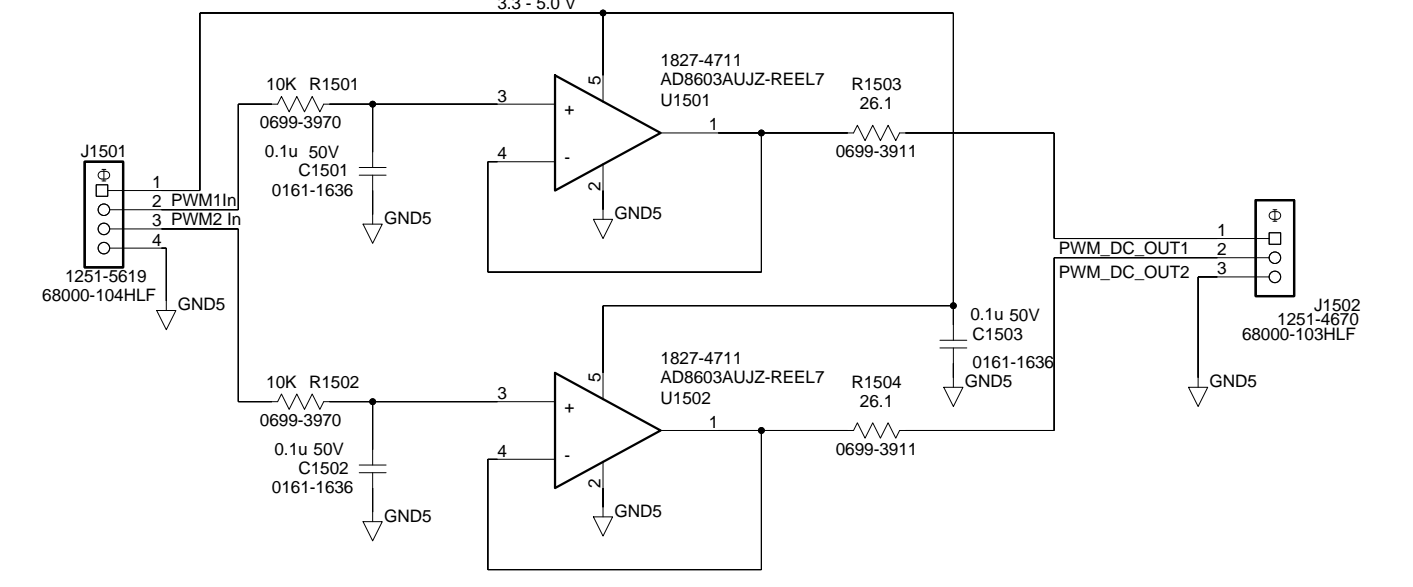 3.3 - 5.0 V
10K R1501
0699-3970
0.1u 50V
C1501
0161-1636
GND5
3
4
+
-
5
2
1
GND5
1827-4711
AD8603AUJZ-REEL7
U1501
R1503
26.1
0699-3911
J1501
Φ
1
2 PWM1In
3 PWM2 In
4
1251-5619
68000-104HLF
GND5
Φ
1
PWM_DC_OUT1 2
PWM_DC_OUT2 3
J1502
1251-4670
68000-103HLF
GND5
0.1u 50V
C1503
0161-1636
GND5
10K R1502
0699-3970
0.1u 50V
C1502
0161-1636
GND5
3
4
+
-
5
2
1
GND5
1827-4711
AD8603AUJZ-REEL7
U1502
R1504
26.1
0699-3911